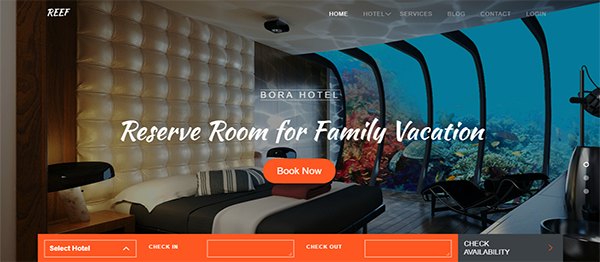 REEF
HOME HOTEL SERVICES BLOG CONTACT LOGIN
BORA HOTEL
Reserve Room for Family Vacation
Book Now
Select Hotel CHECK IN CHECK OUT CHECK
AVAILABILITY